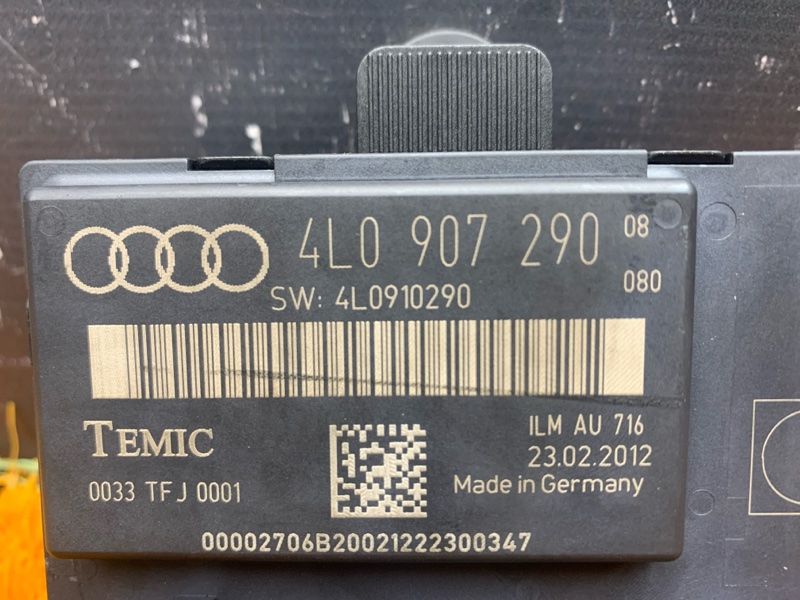 4L0 907 290 08
SW: 4L0910290 080
TEMIC
ILM AU 716
23.02.2012
0033 TFJ 0001
Made in Germany
00002706B20021222300347